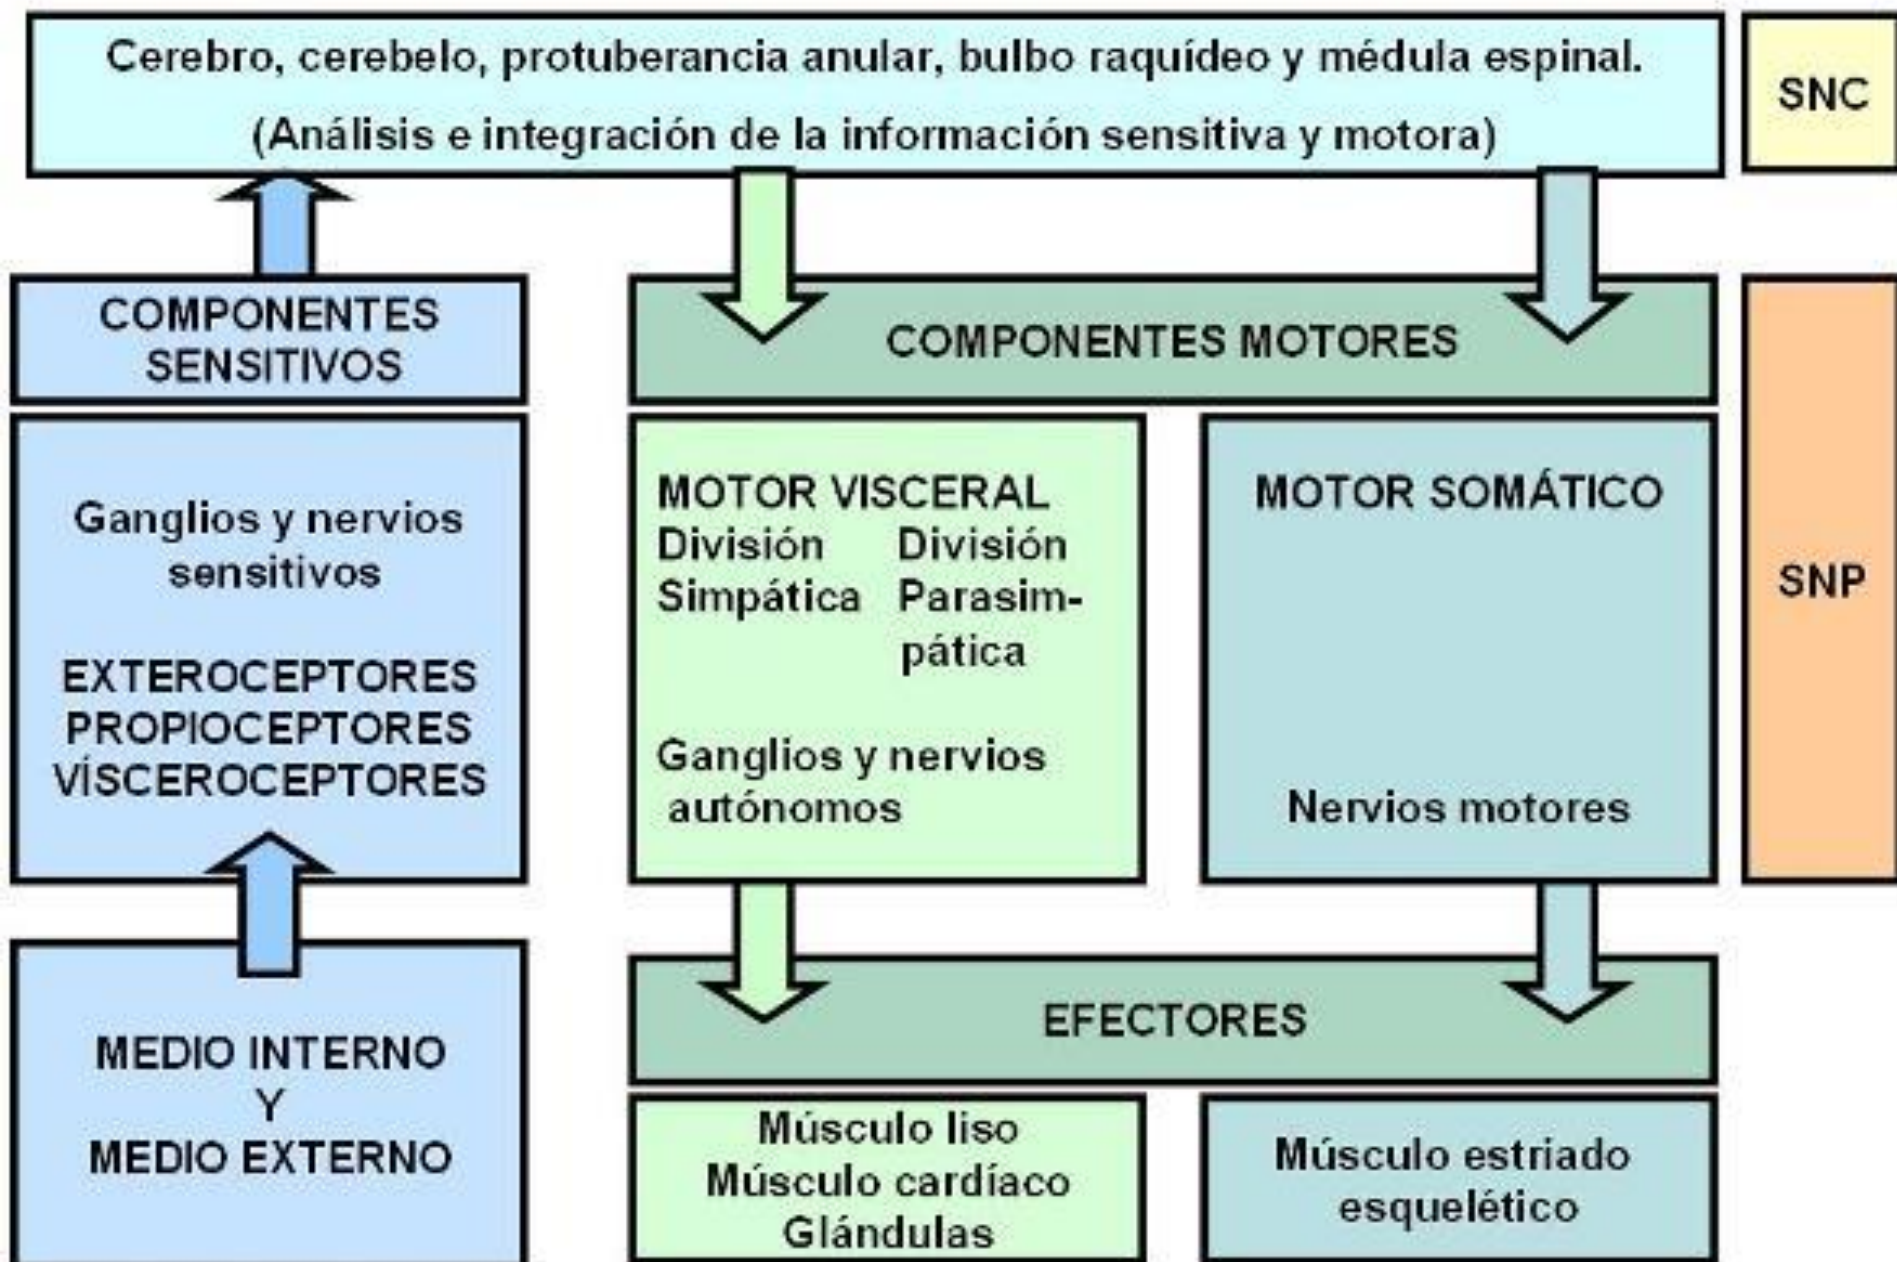 Cerebro, cerebelo, protuberancia anular, bulbo raquídeo y médula espinal.
(Análisis e integración de la información sensitiva y motora)
SNC
COMPONENTES
SENSITIVOS
COMPONENTES MOTORES
Ganglios y nervios
sensitivos
EXTEROCEPTORES
PROPIOCEPTORES
VÍSCEROCEPTORES
MOTOR VISCERAL
División División
Simpática Parasim-
pática
Ganglios y nervios
autónomos
MOTOR SOMÁTICO
Nervios motores
SNP
MEDIO INTERNO
Y
MEDIO EXTERNO
EFECTORES
Músculo liso
Músculo cardíaco
Glándulas
Músculo estriado
esquelético